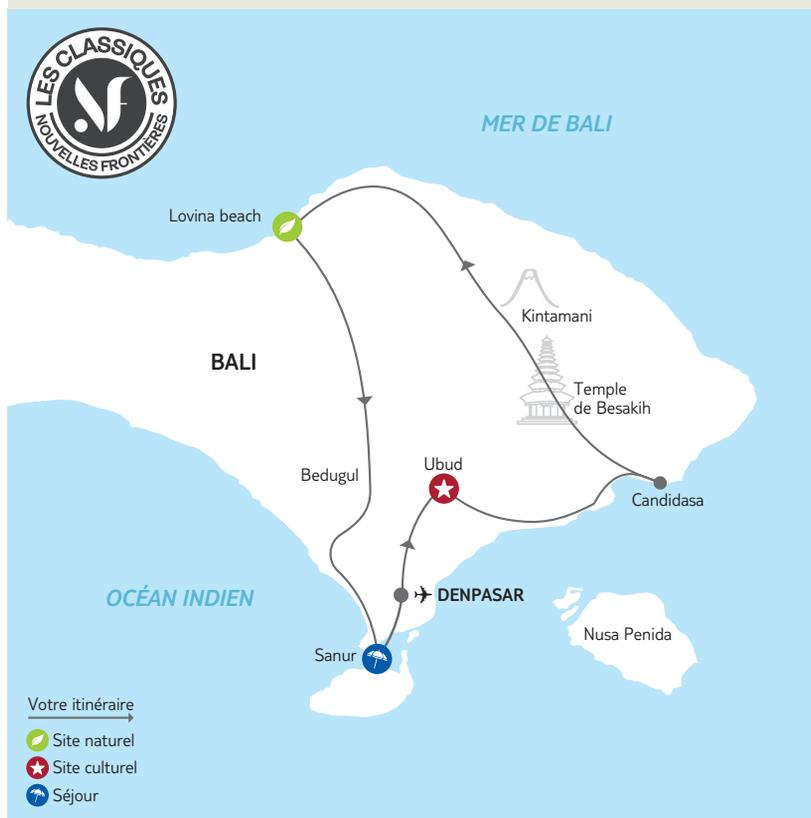 LES CLASSIQUES
NF
NOUVELLES FRONTIÈRES
MER DE BALI
Lovina beach
Kintamani
BALI
Temple
de Besakih
Ubud
Bedugul
Candidasa
OCÉAN INDIEN
DENPASAR
Nusa Penida
Sanur
Votre itinéraire
Site naturel
Site culturel
Séjour